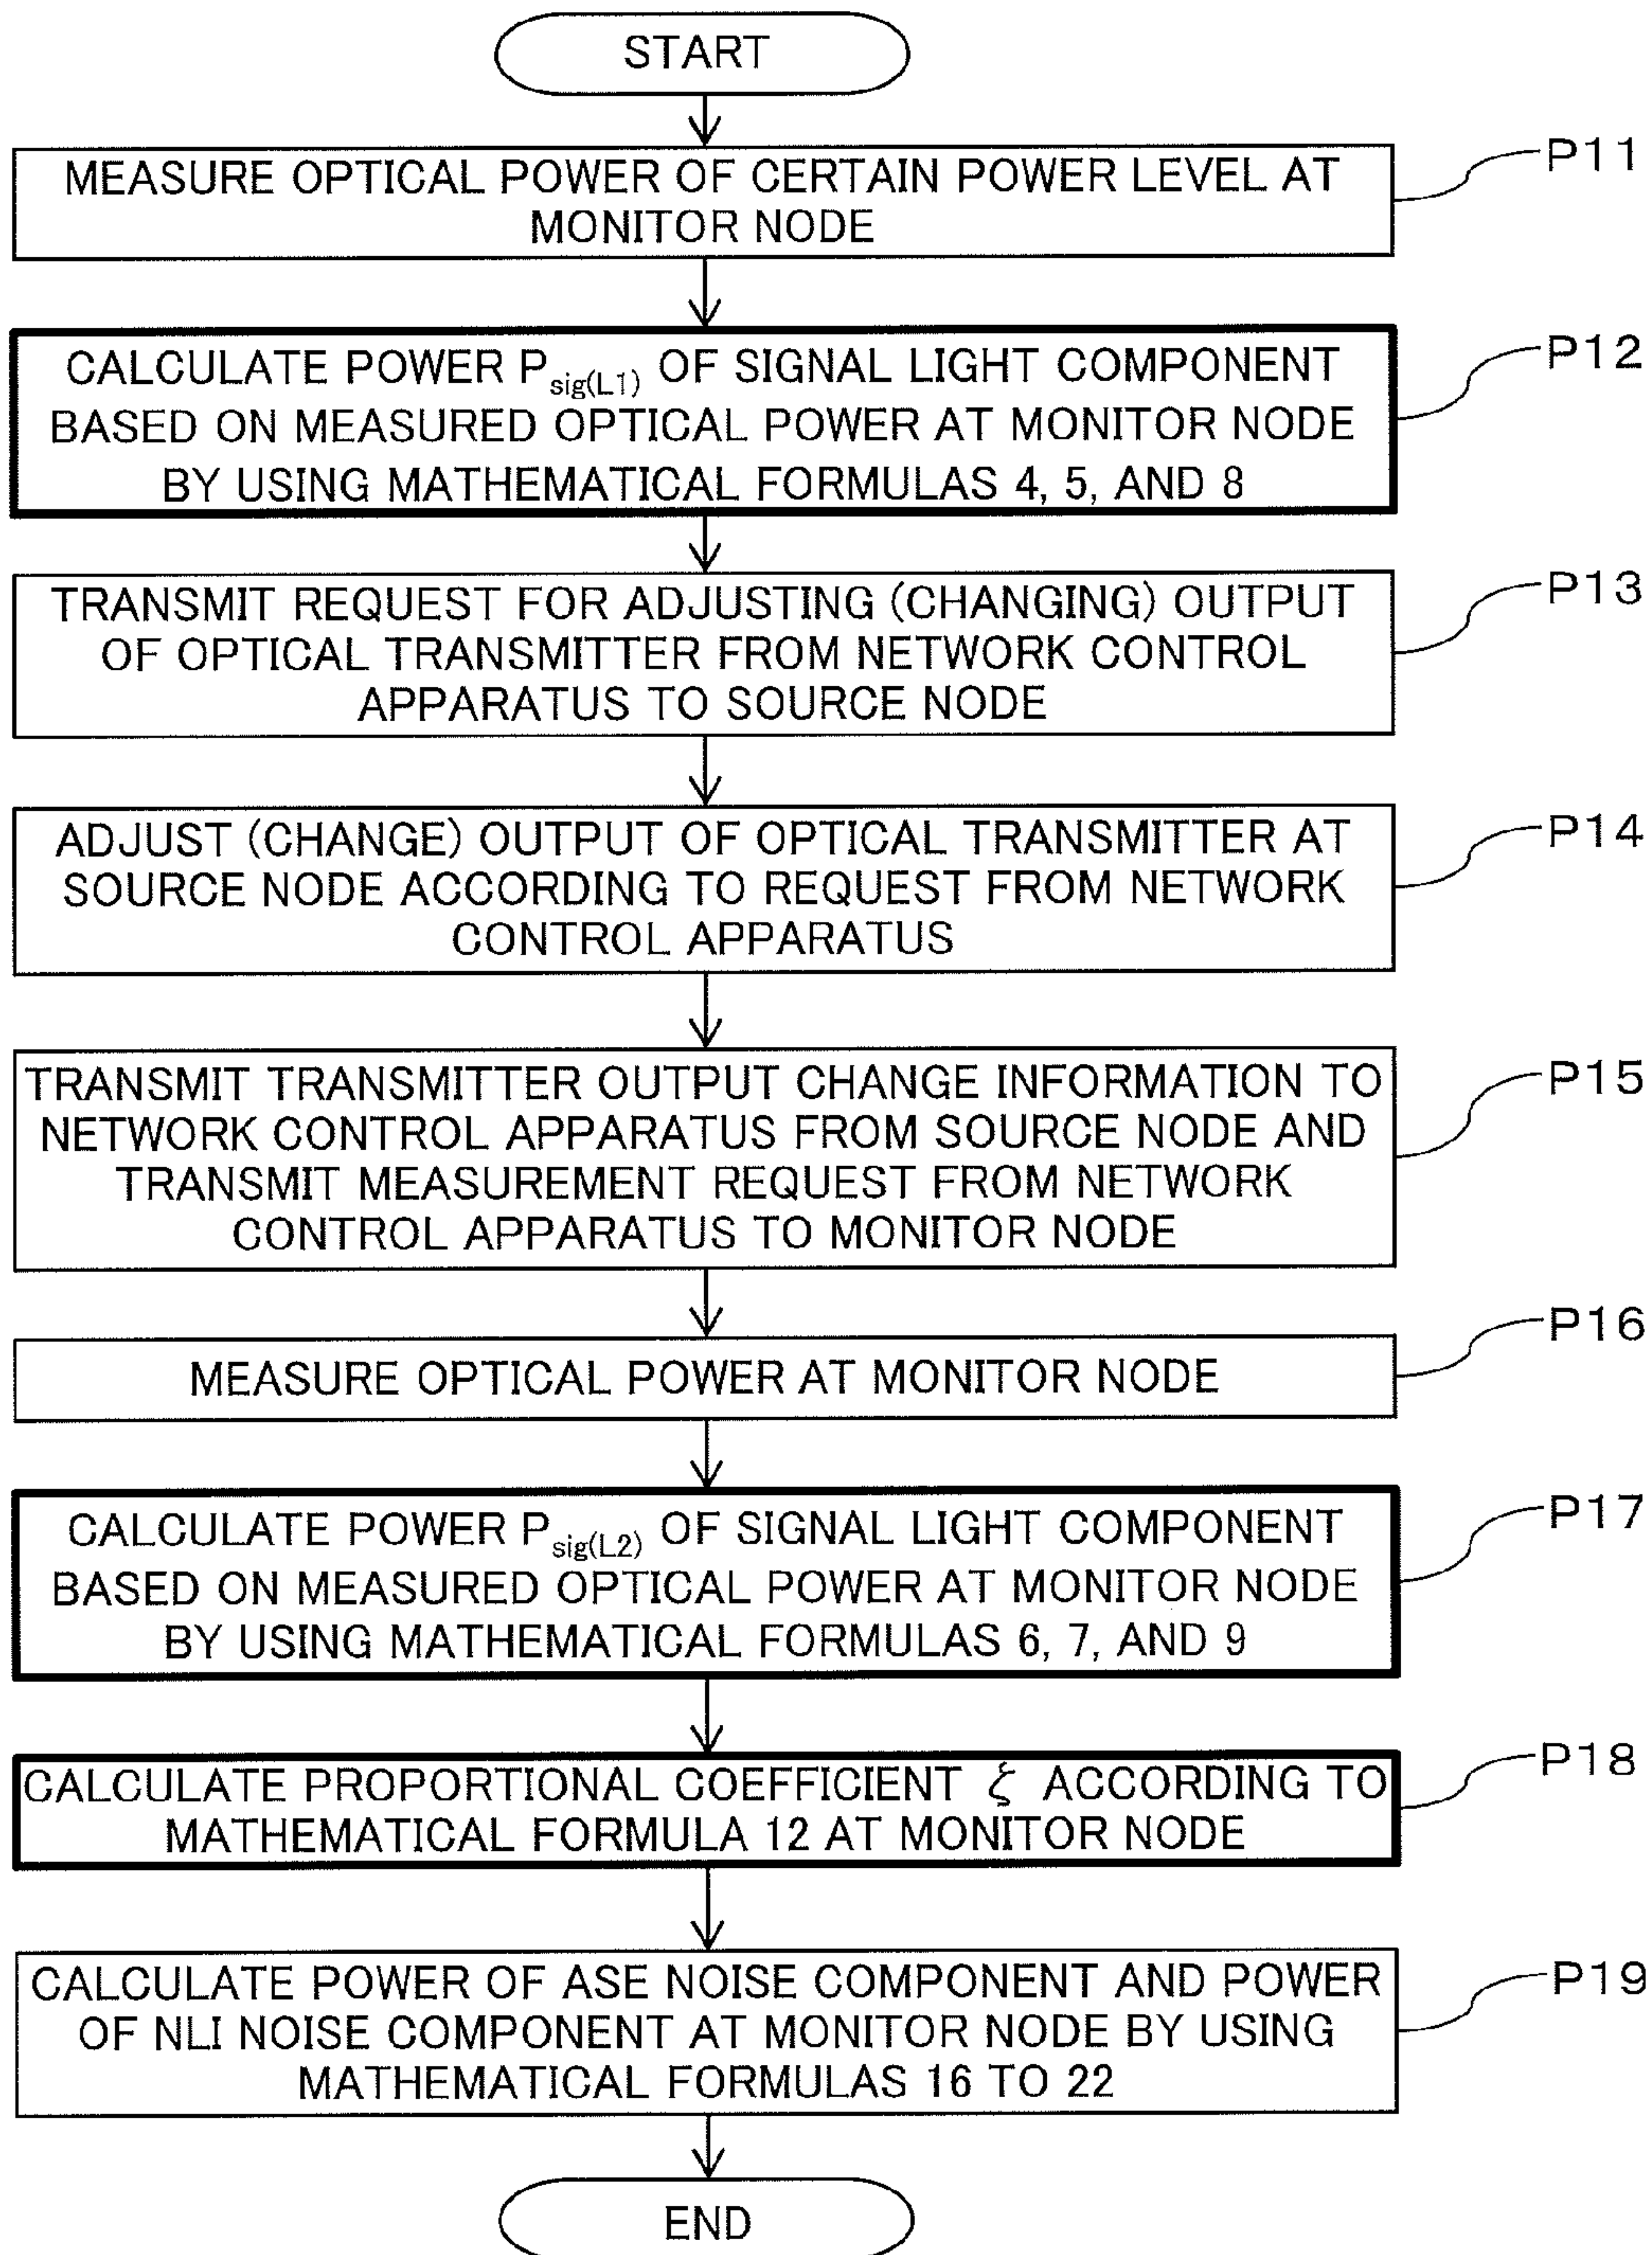 START
MEASURE OPTICAL POWER OF CERTAIN POWER LEVEL AT
MONITOR NODE
P11
CALCULATE POWER Psig(L1) OF SIGNAL LIGHT COMPONENT
BASED ON MEASURED OPTICAL POWER AT MONITOR NODE
BY USING MATHEMATICAL FORMULAS 4, 5, AND 8
P12
TRANSMIT REQUEST FOR ADJUSTING (CHANGING) OUTPUT
OF OPTICAL TRANSMITTER FROM NETWORK CONTROL
APPARATUS TO SOURCE NODE
P13
ADJUST (CHANGE) OUTPUT OF OPTICAL TRANSMITTER AT
SOURCE NODE ACCORDING TO REQUEST FROM NETWORK
CONTROL APPARATUS
P14
TRANSMIT TRANSMITTER OUTPUT CHANGE INFORMATION TO
NETWORK CONTROL APPARATUS FROM SOURCE NODE AND
TRANSMIT MEASUREMENT REQUEST FROM NETWORK
CONTROL APPARATUS TO MONITOR NODE
P15
MEASURE OPTICAL POWER AT MONITOR NODE
P16
CALCULATE POWER Psig(L2) OF SIGNAL LIGHT COMPONENT
BASED ON MEASURED OPTICAL POWER AT MONITOR NODE
BY USING MATHEMATICAL FORMULAS 6, 7, AND 9
P17
CALCULATE PROPORTIONAL COEFFICIENT ζ ACCORDING TO
MATHEMATICAL FORMULA 12 AT MONITOR NODE
P18
CALCULATE POWER OF ASE NOISE COMPONENT AND POWER
OF NLI NOISE COMPONENT AT MONITOR NODE BY USING
MATHEMATICAL FORMULAS 16 TO 22
P19
END